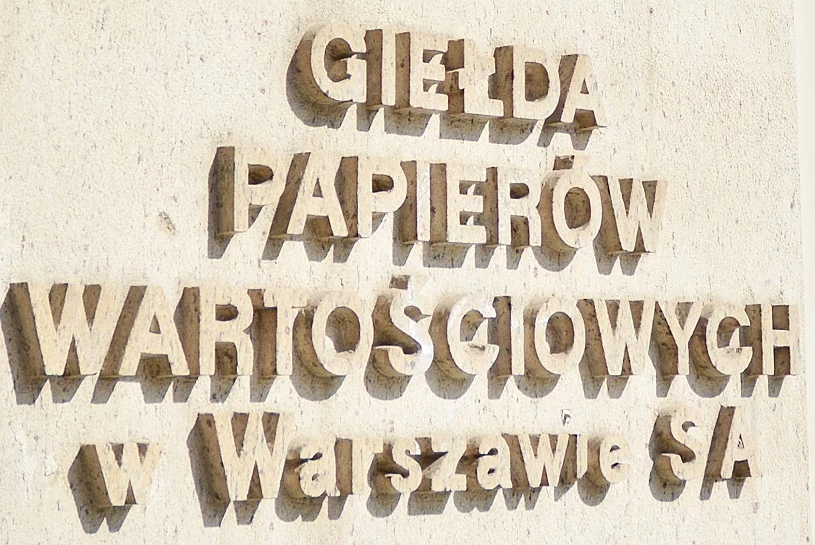 GIEŁDA
PAPIERÓW
WARTOŚCIOWYCH
w Warszawie SA